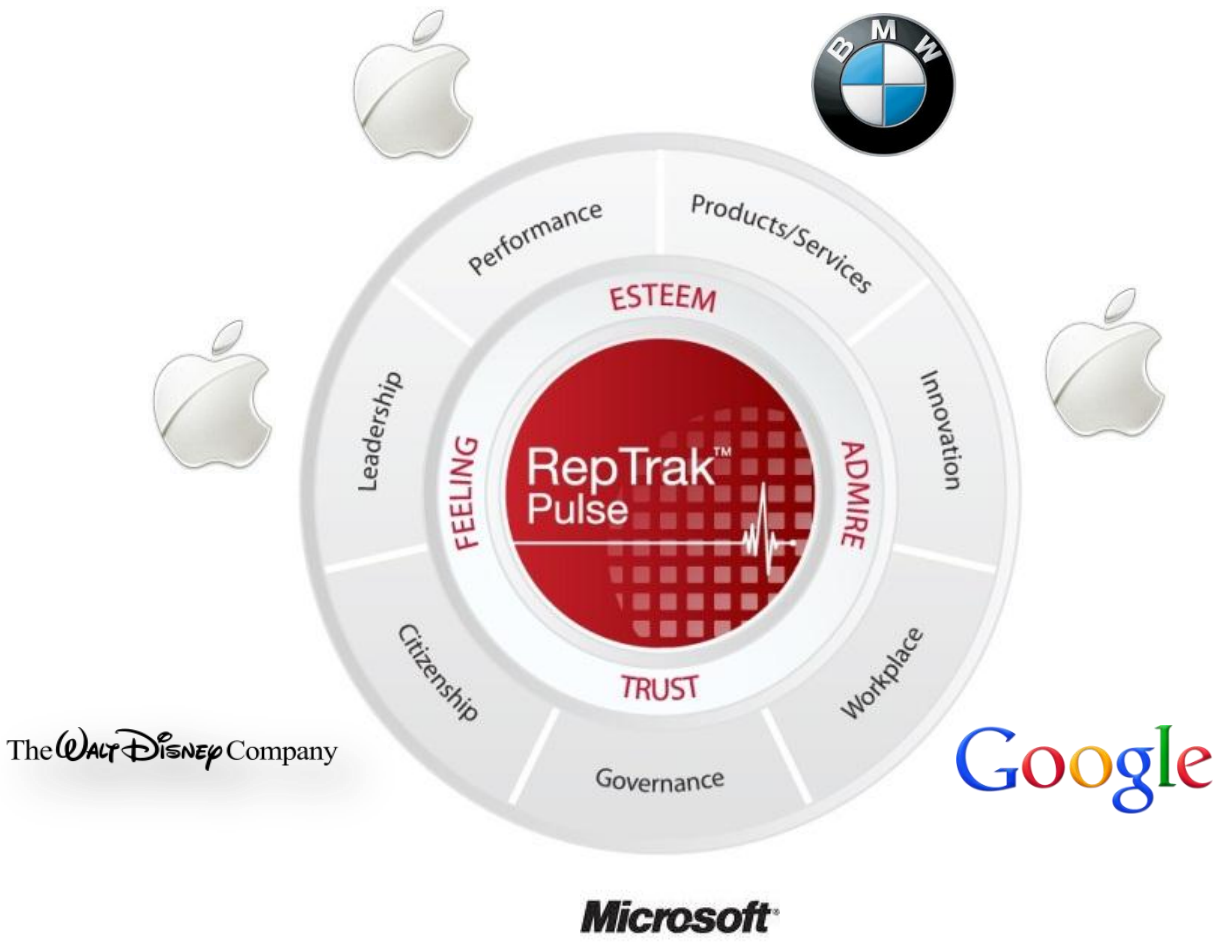 BMW
Performance
Products/Services
ESTEEM
Leadership
Innovation
FEELING
RepTrak™
Pulse
ADMIRE
Citizenship
TRUST
Workplace
The Walt Disney Company
Governance
Google
Microsoft®